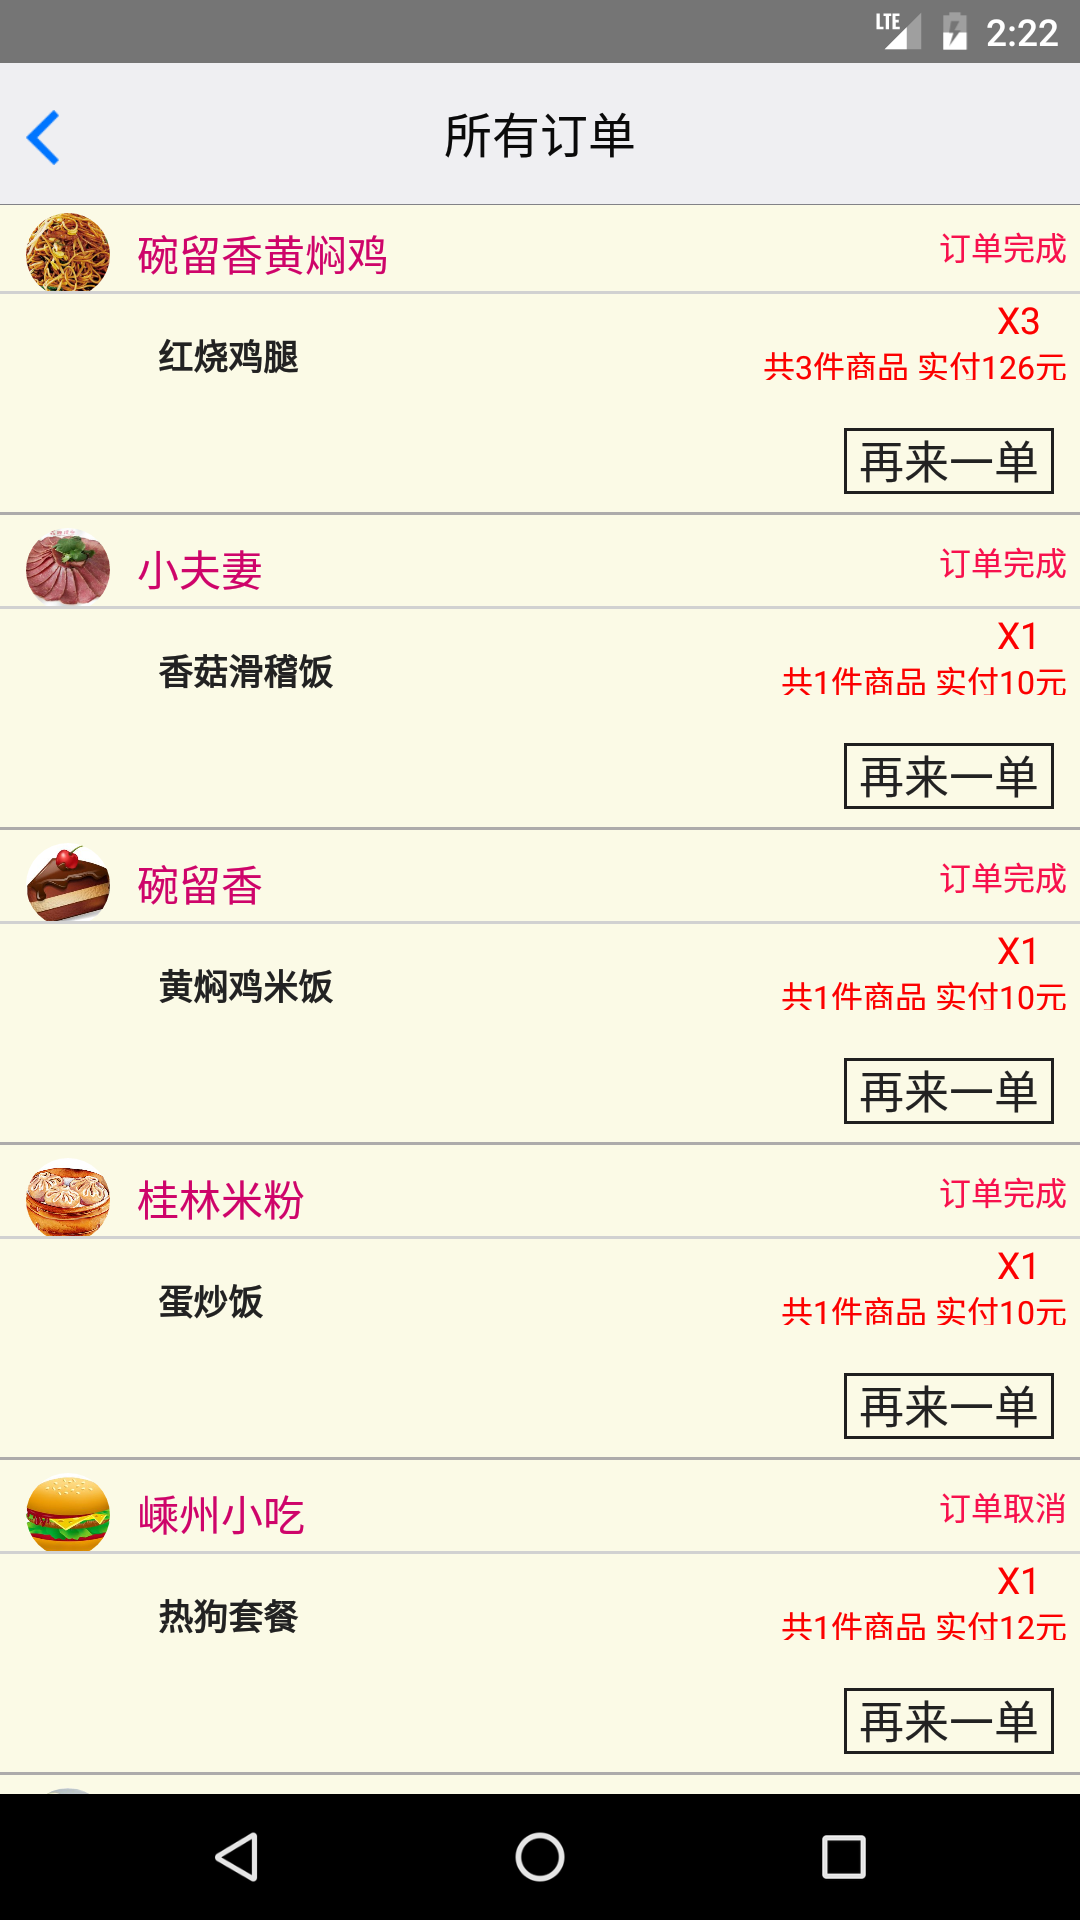 LTE 2:22
所有订单
碗留香黄焖鸡 订单完成
X3
红烧鸡腿
共3件商品 实付126元
再来一单
小夫妻 订单完成
X1
香菇滑稽饭
共1件商品 实付10元
再来一单
碗留香 订单完成
X1
黄焖鸡米饭
共1件商品 实付10元
再来一单
桂林米粉 订单完成
X1
蛋炒饭
共1件商品 实付10元
再来一单
嵊州小吃 订单取消
X1
热狗套餐
共1件商品 实付12元
再来一单